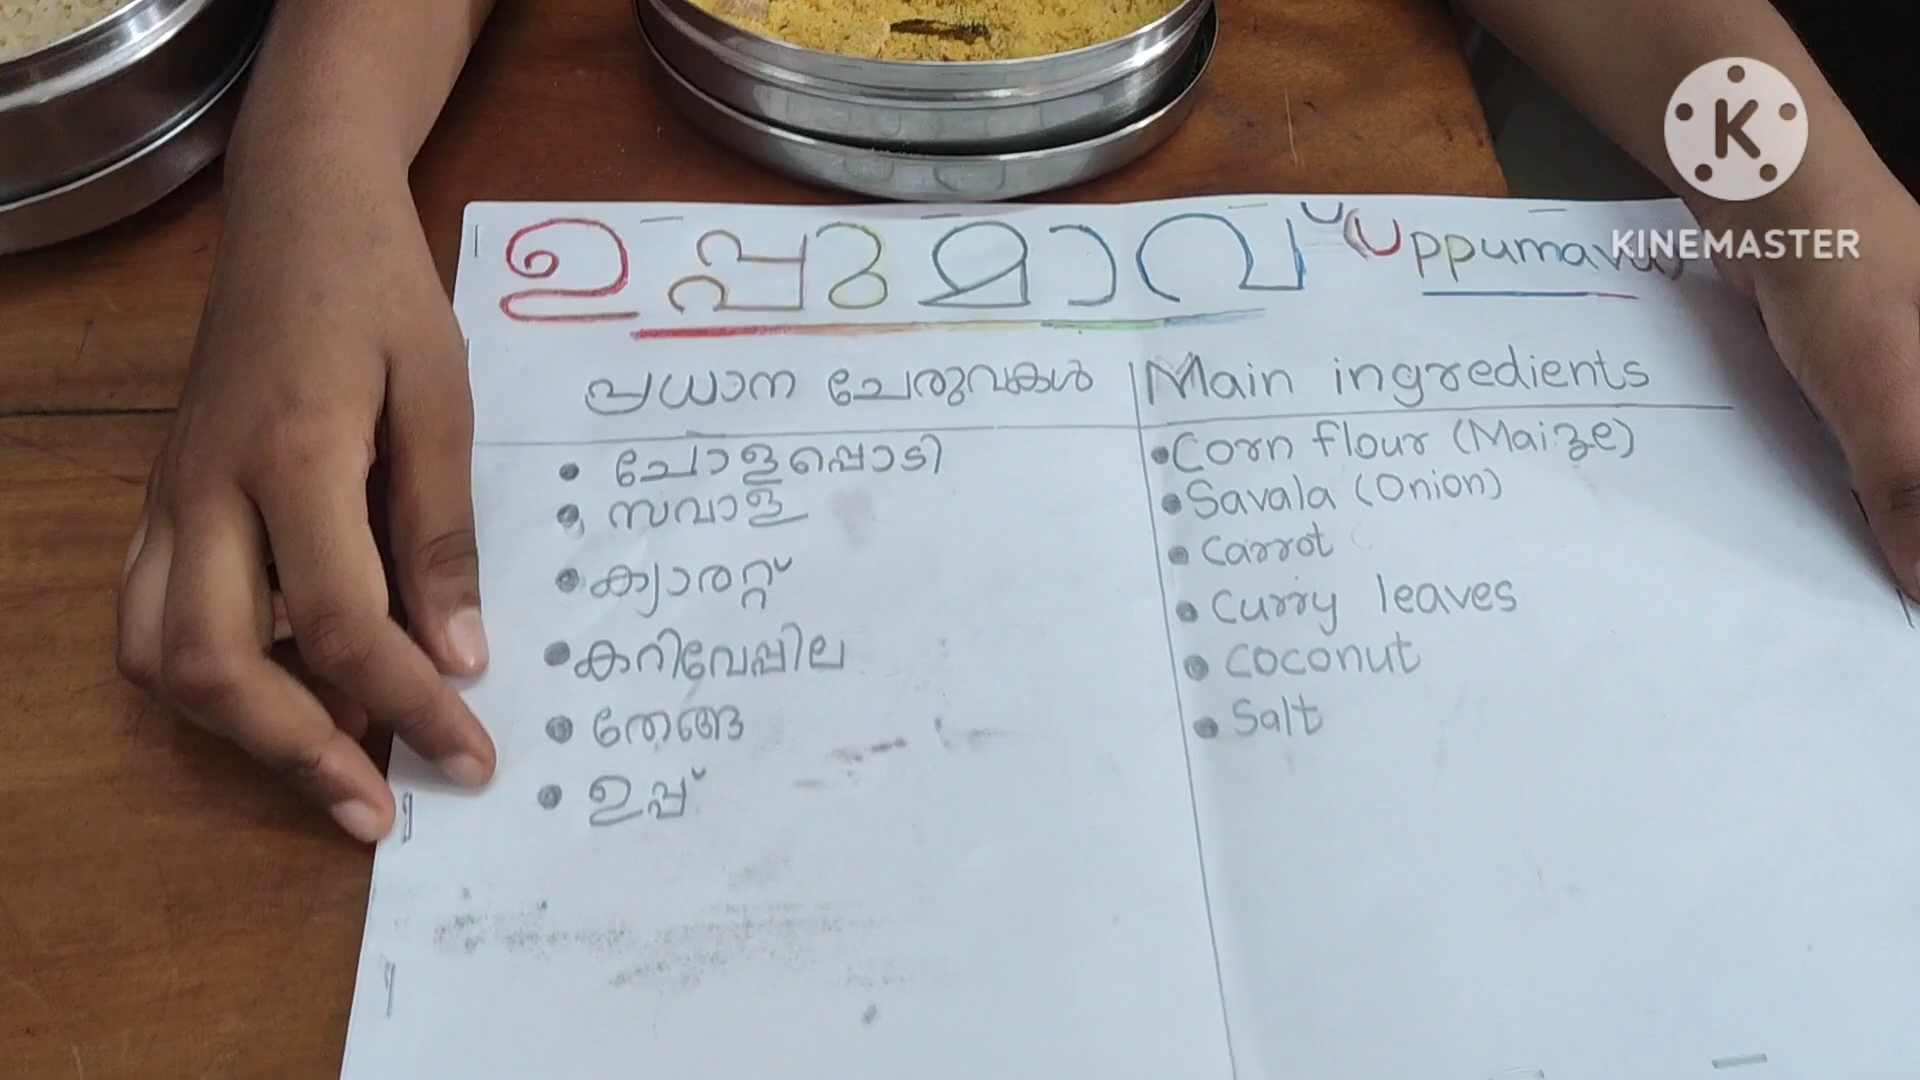 ഉപ്പുമാവ് (Uppumavu)
KINEMASTER
പ്രധാന ചേരുവകൾ
ചോളപ്പൊടി
സവാള
ക്യാരറ്റ്
കറിവേപ്പില
തേങ്ങ
ഉപ്പ്
Main ingredients
Corn flour (Maize)
Savala (Onion)
Carrot
Curry leaves
Coconut
Salt